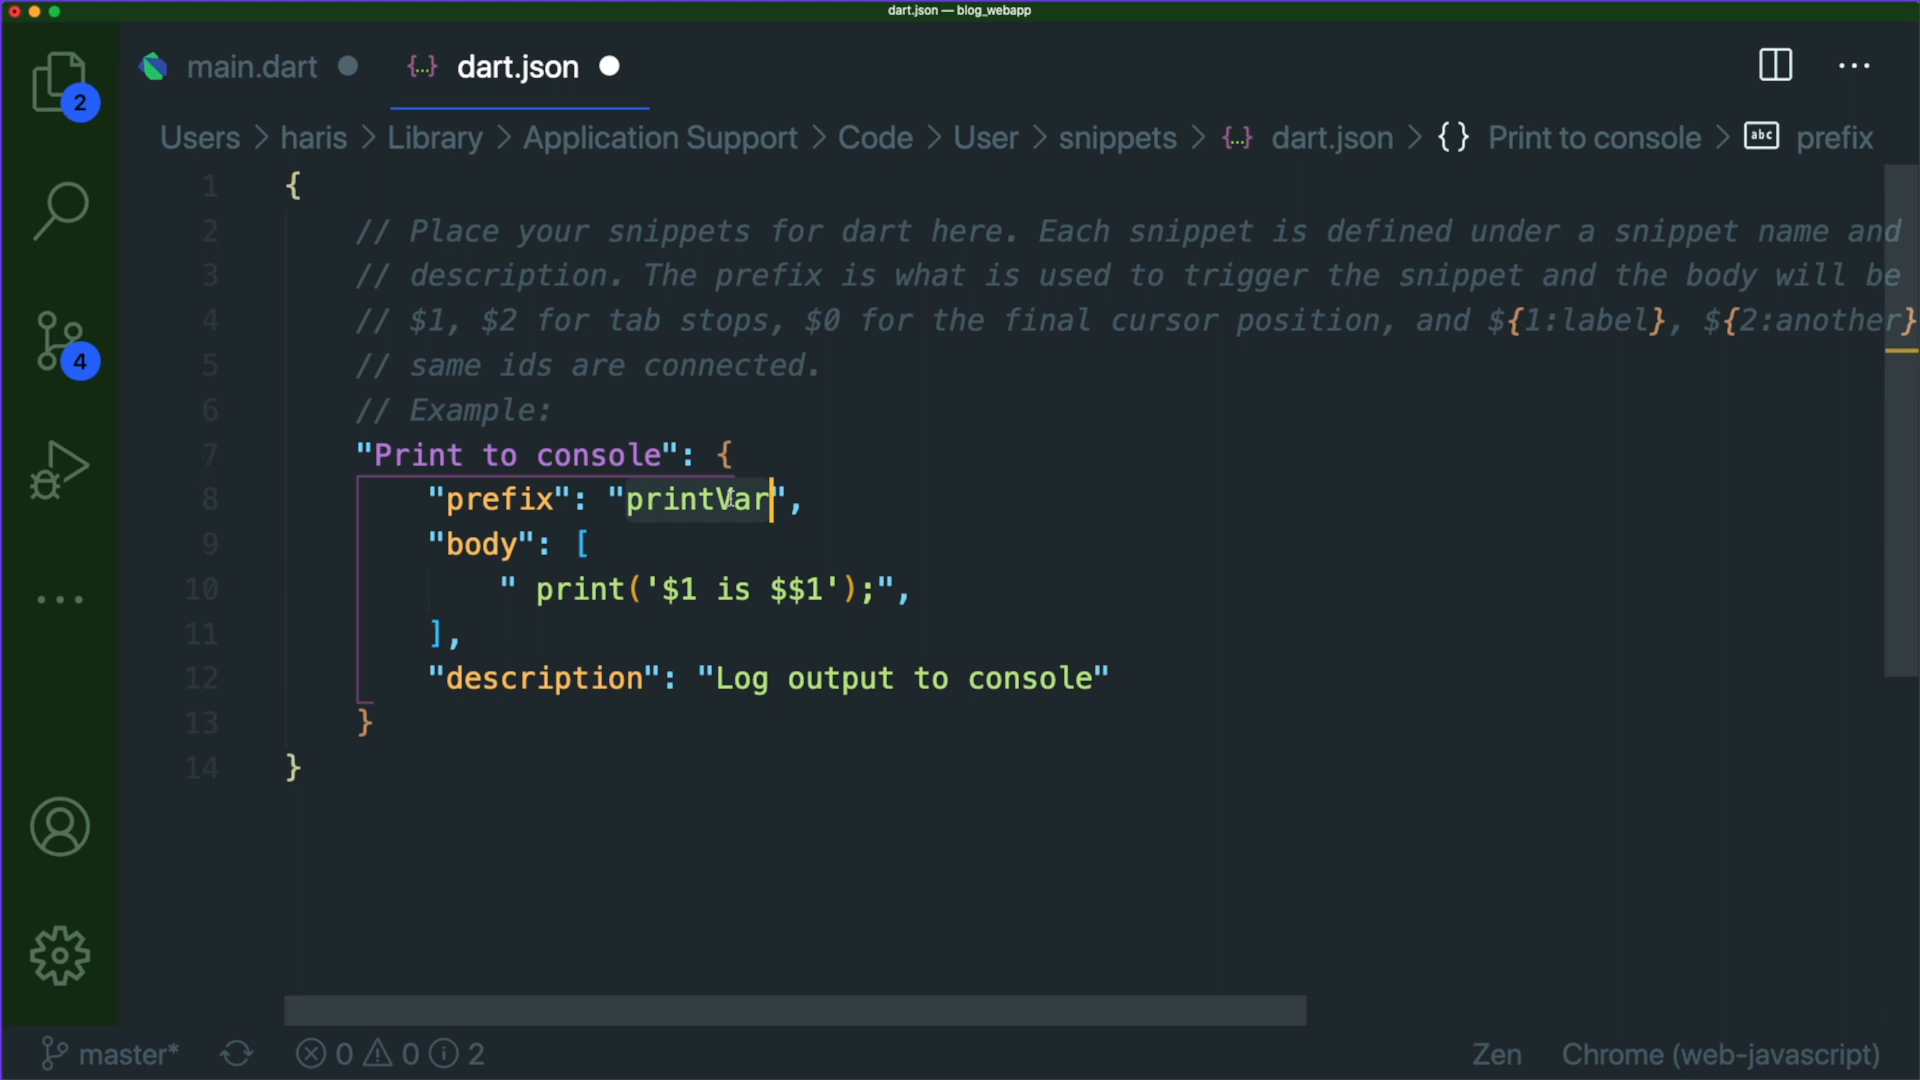 dart.json — blog_webapp
main.dart
{..} dart.json
2
Users > haris > Library > Application Support > Code > User > snippets > {..} dart.json > {} Print to console > abc prefix
1 {
2 // Place your snippets for dart here. Each snippet is defined under a snippet name and
3 // description. The prefix is what is used to trigger the snippet and the body will be
4 // $1, $2 for tab stops, $0 for the final cursor position, and ${1:label}, ${2:another}
4
5 // same ids are connected.
6 // Example:
7 "Print to console": {
8 "prefix": "printVar",
9 "body": [
10 " print('$1 is $$1');",
11 ],
12 "description": "Log output to console"
13 }
14 }
master* 0 0 2 Zen Chrome (web-javascript)